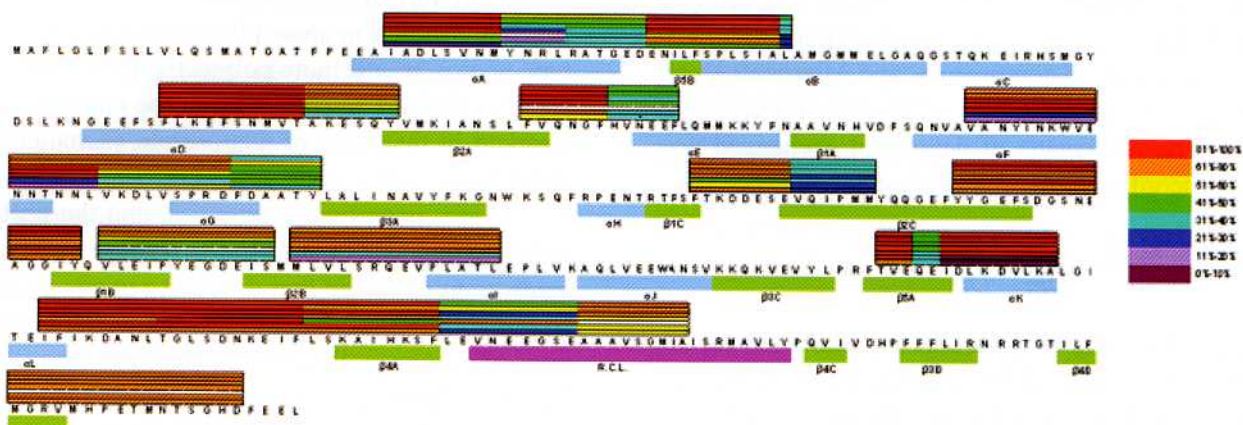 M A F L G L F S L L V L Q S M A T G A T F P E E A I A D L S V N M Y N R L R A T G E D E N I L F S P L S I A L A M G M M E L G A Q G S T Q K E I R H S M G Y
αA β5B αB αC
D S L K N G E E F S F L K E F S N M V T A K E S Q Y V M K I A N S L F V Q N G F H V N E E F L Q M M K K Y F N A A V N H V D F S Q N V A V A N Y I N K W V E
αD β2A αE β1A αF
N N T N N L V K D L V S P R D F D A A T Y L A L I N A V Y F K G N W K S Q F R P E N T R T F S F T K D D E S E V Q I P M M Y Q Q G E F Y Y G E F S D G S N E
αG β3A αH β1C β2C
A G G I Y Q V L E I P Y E G D E I S M M L V L S R Q E V P L A T L E P L V K A Q L V E E W A N S V K K Q K V E V Y L P R F T V E Q E I D L K D V L K A L G I
β1B β2B αI αJ β3C β5A αK
T E I F I K D A N L T G L S D N K E I F L S K A I H K S F L E V N E E G S E A A A V S G M I A I S R M A V L Y P Q V I V D H P F F F L I R N R R T G T I L F
αL β4A R.C.L. β4C β3B β4B
M G R V M H P E T M N T S G H D F E E L
81%-100%
61%-80%
51%-60%
41%-50%
31%-40%
21%-30%
11%-20%
0%-10%